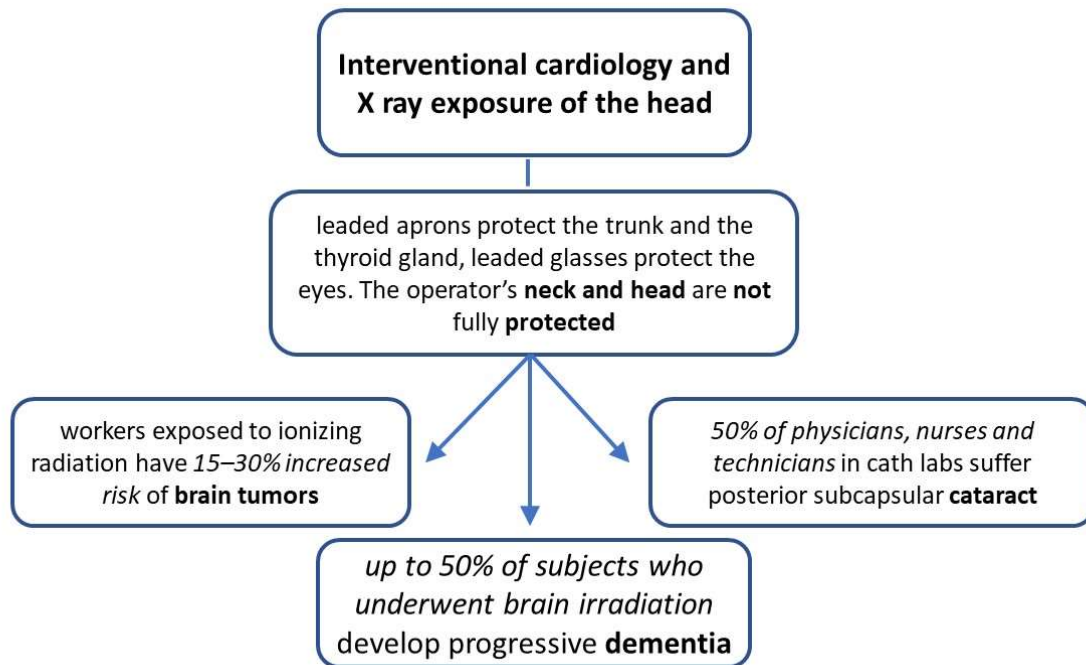 Interventional cardiology and
X ray exposure of the head
leaded aprons protect the trunk and the
thyroid gland, leaded glasses protect the
eyes. The operator’s neck and head are not
fully protected
workers exposed to ionizing
radiation have 15–30% increased
risk of brain tumors
50% of physicians, nurses and
technicians in cath labs suffer
posterior subcapsular cataract
up to 50% of subjects who
underwent brain irradiation
develop progressive dementia